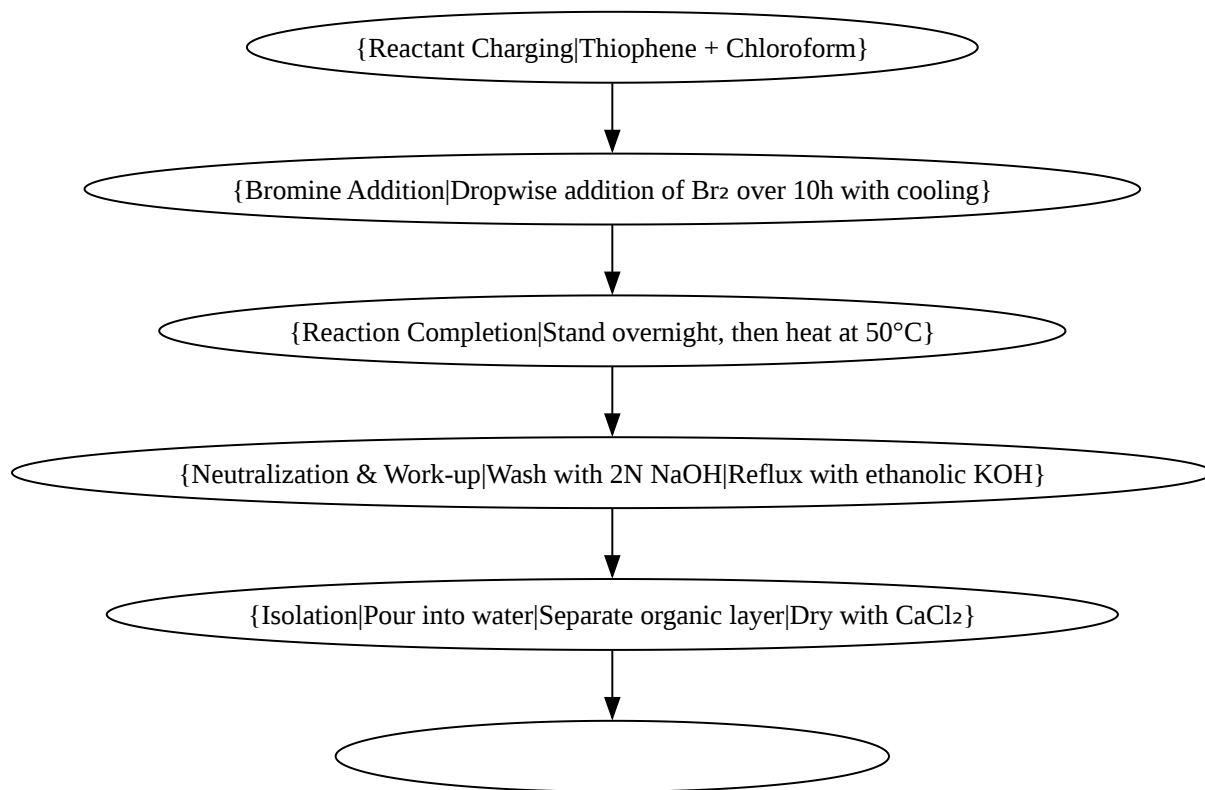 {Reactant Charging|Thiophene + Chloroform}
{Bromine Addition|Dropwise addition of Br₂ over 10h with cooling}
{Reaction Completion|Stand overnight, then heat at 50°C}
{Neutralization & Work-up|Wash with 2N NaOH|Reflux with ethanolic KOH}
{Isolation|Pour into water|Separate organic layer|Dry with CaCl₂}